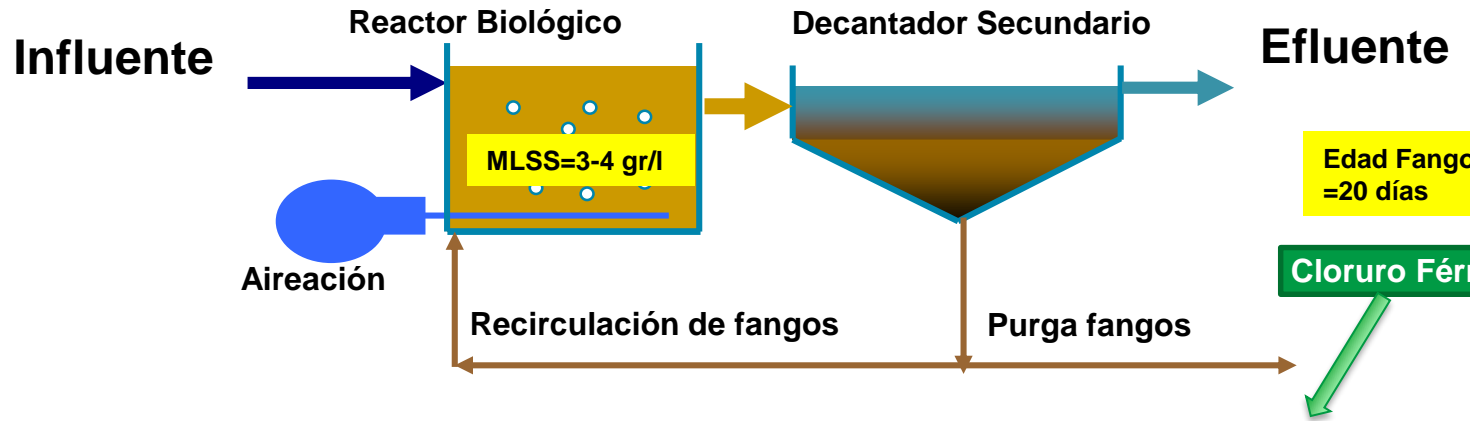 Reactor Biológico
Decantador Secundario
Influente
Efluente
MLSS=3-4 gr/l
Edad Fango
=20 días
Aireación
Cloruro
Recirculación de fangos
Purga fangos